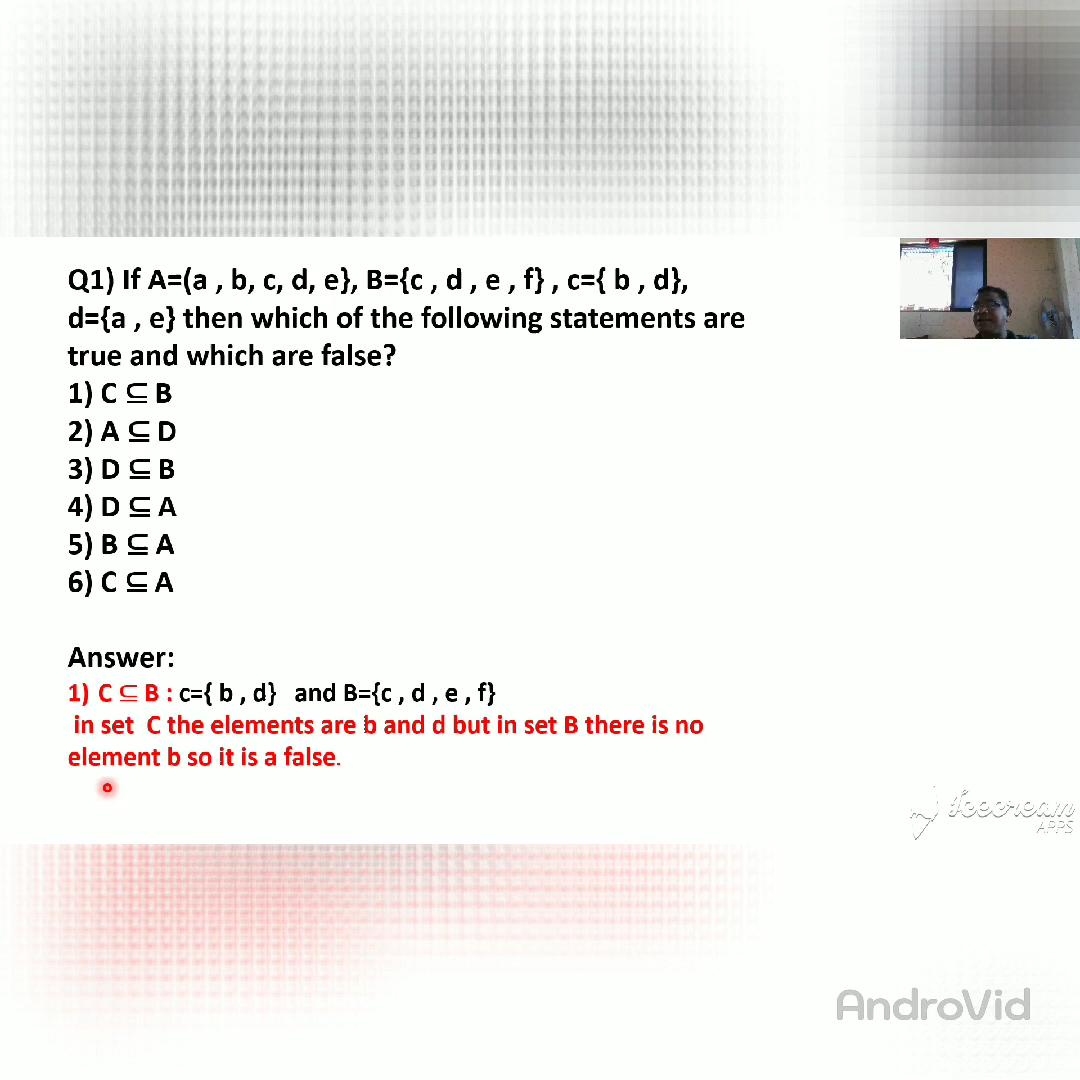 Q1) If A=(a , b, c, d, e}, B={c , d , e , f} , c={ b , d},
d={a , e} then which of the following statements are
true and which are false?
1) C ⊆ B
2) A ⊆ D
3) D ⊆ B
4) D ⊆ A
5) B ⊆ A
6) C ⊆ A
Answer:
1) C ⊆ B : c={ b , d} and B={c , d , e , f}
in set C the elements are b and d but in set B there is no
element b so it is a false.
Icecream
APPS
AndroVid